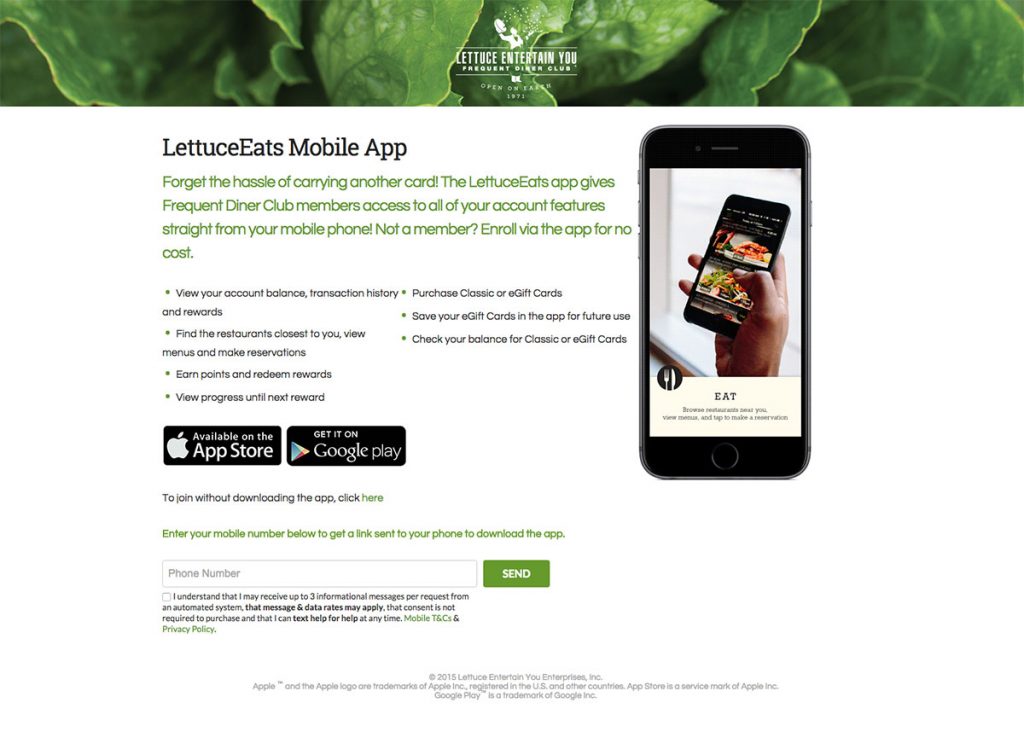 LETTUCE ENTERTAIN YOU
FREQUENT DINER CLUB
OPEN ON EARTH
1971
LettuceEats Mobile App
Forget the hassle of carrying another card! The LettuceEats app gives
Frequent Diner Club members access to all of your account features
straight from your mobile phone! Not a member? Enroll via the app for no
cost.
• View your account balance, transaction history
and rewards
• Find the restaurants closest to you, view
menus and make reservations
• Earn points and redeem rewards
• View progress until next reward
• Purchase Classic or eGift Cards
• Save your eGift Cards in the app for future use
• Check your balance for Classic or eGift Cards
EAT
Browse restaurants near you,
view menus, and tap to make a reservation
Available on the
App Store
GET IT ON
Google play
To join without downloading the app, click here
Enter your mobile number below to get a link sent to your phone to download the app.
Phone Number
SEND
I understand that I may receive up to 3 informational messages per request from
an automated system, that message & data rates may apply, that consent is not
required to purchase and that I can text help for help at any time. Mobile T&Cs &
Privacy Policy.
© 2015 Lettuce Entertain You Enterprises, Inc.
Apple ™ and the Apple logo are trademarks of Apple Inc., registered in the U.S. and other countries. App Store is a service mark of Apple Inc.
Google Play™ is a trademark of Google Inc.